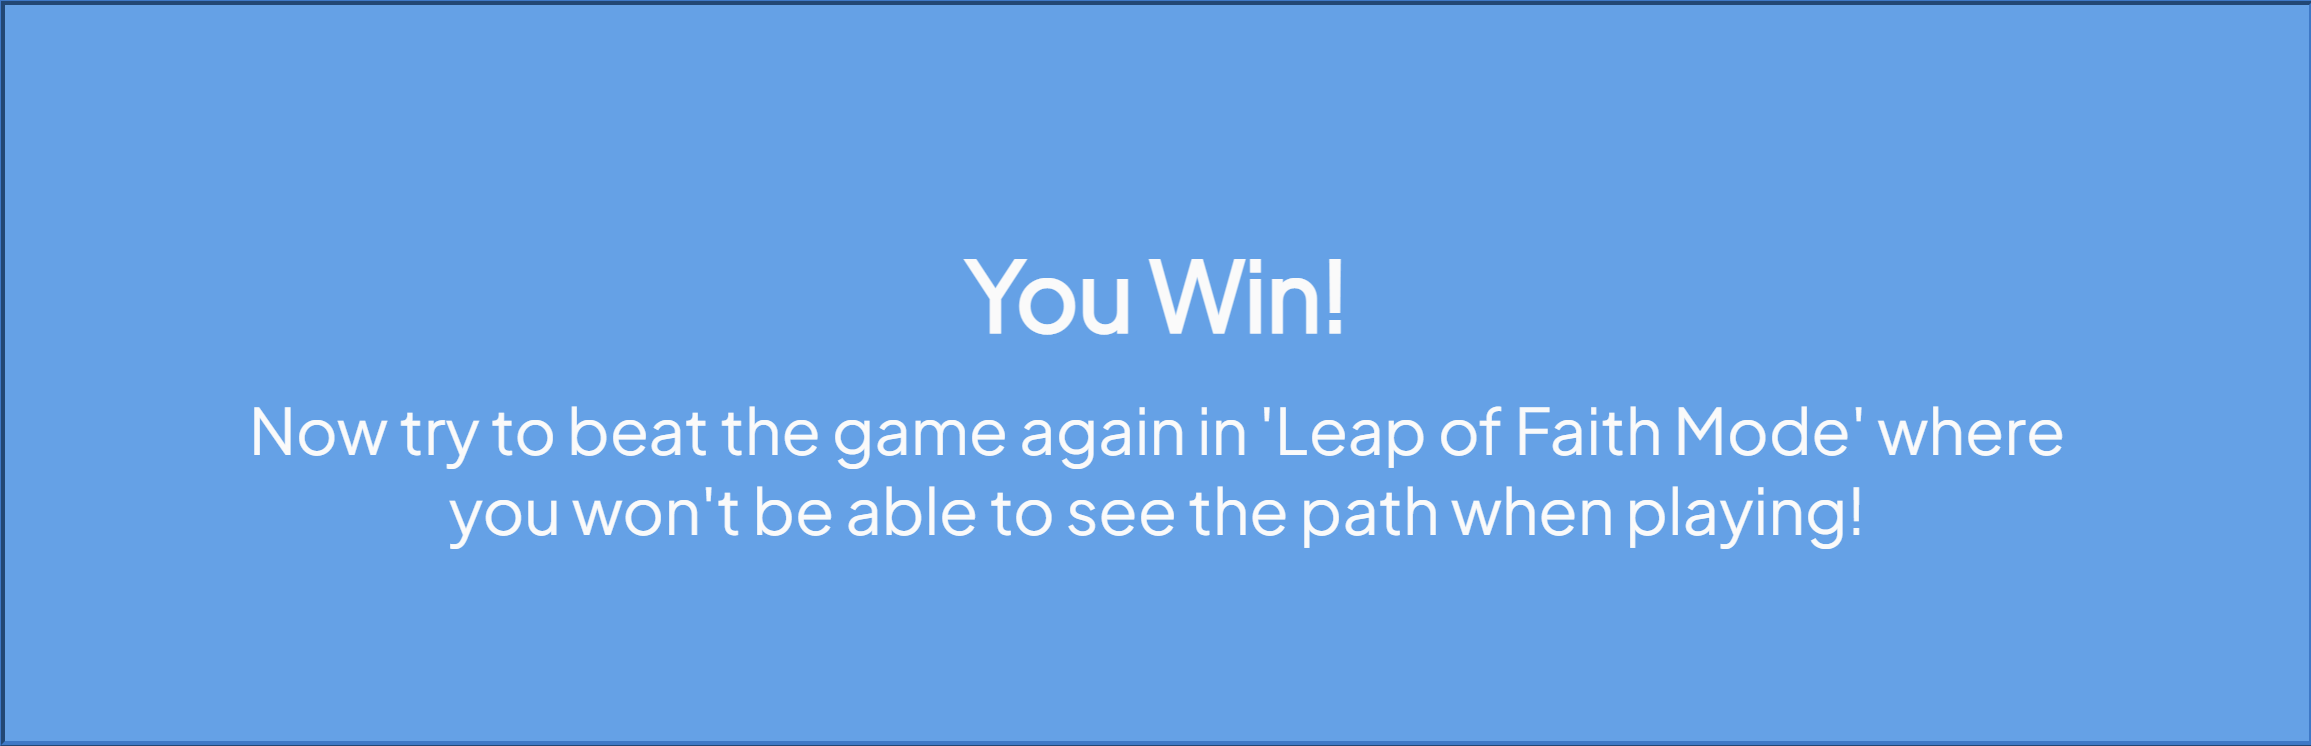 You Win!
Now try to beat the game again in 'Leap of Faith Mode' where
you won't be able to see the path when playing!